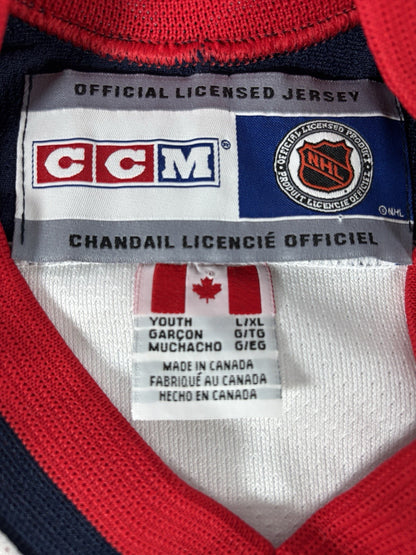 OFFICIAL LICENSED JERSEY
CCM®
OFFICIAL LICENSED PRODUCT
NHL
PRODUIT LICENCIÉ OFFICIEL
©NHL
CHANDAIL LICENCIÉ OFFICIEL
YOUTH L/XL
GARÇON G/TG
MUCHACHO G/EG
MADE IN CANADA
FABRIQUÉ AU CANADA
HECHO EN CANADA